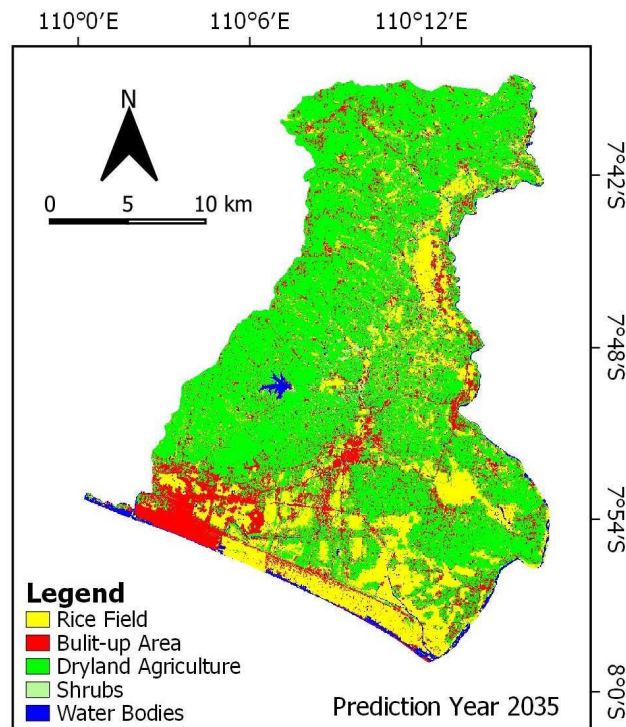 110°0′E 110°6′E 110°12′E
N
0 5 10 km
7°42′S
7°48′S
7°54′S
8°0′S
Legend
Rice Field
Bulit-up Area
Dryland Agriculture
Shrubs
Water Bodies
Prediction Year 2035